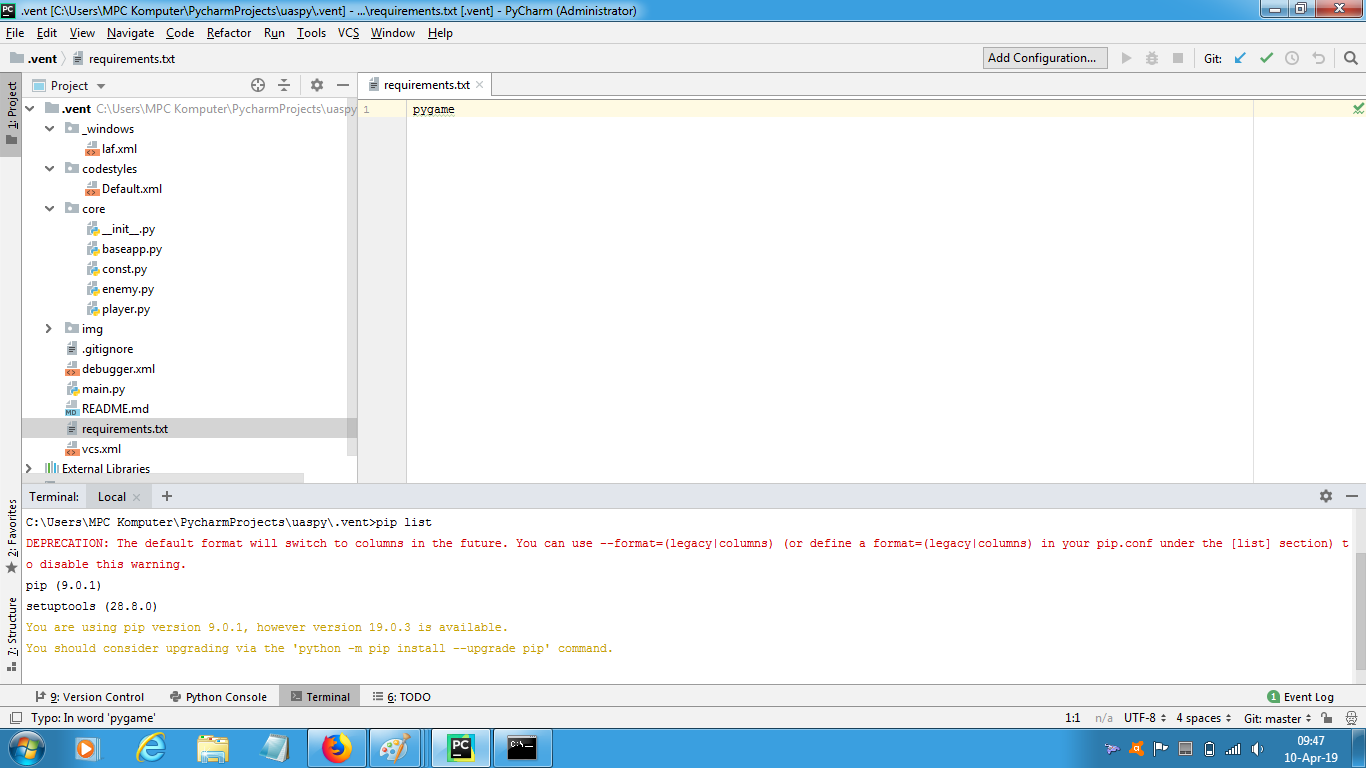 .vent [C:\Users\MPC Komputer\PycharmProjects\uaspy\.vent] - ...\requirements.txt [.vent] - PyCharm (Administrator)
File Edit View Navigate Code Refactor Run Tools VCS Window Help
.vent requirements.txt Add Configuration... Git:
1: Project
Project
requirements.txt
.vent C:\Users\MPC Komputer\PycharmProjects\uaspy
_windows
laf.xml
codestyles
Default.xml
core
__init__.py
baseapp.py
const.py
enemy.py
player.py
img
.gitignore
debugger.xml
main.py
README.md
requirements.txt
vcs.xml
External Libraries
1 pygame
2: Favorites
7: Structure
Terminal: Local +
C:\Users\MPC Komputer\PycharmProjects\uaspy\.vent>pip list
DEPRECATION: The default format will switch to columns in the future. You can use --format=(legacy|columns) (or define a format=(legacy|columns) in your pip.conf under the [list] section) t
o disable this warning.
pip (9.0.1)
setuptools (28.8.0)
You are using pip version 9.0.1, however version 19.0.3 is available.
You should consider upgrading via the 'python -m pip install --upgrade pip' command.
9: Version Control Python Console Terminal 6: TODO 1 Event Log
Typo: In word 'pygame' 1:1 n/a UTF-8 4 spaces Git: master
09:47
10-Apr-19